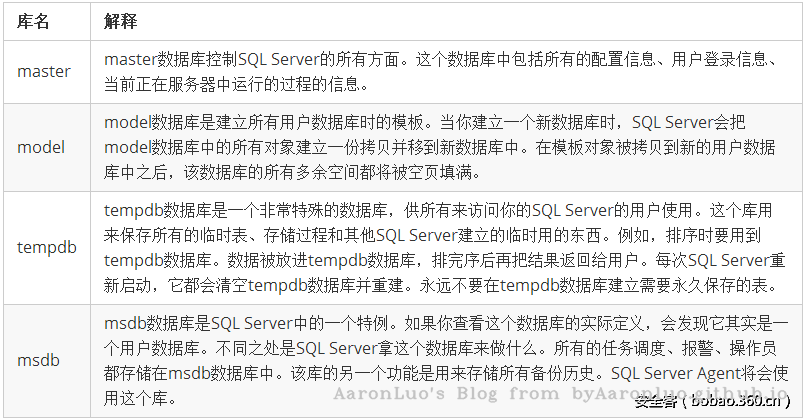 库名 解释
master master数据库控制SQL Server的所有方面。这个数据库中包括所有的配置信息、用户登录信息、
当前正在服务器中运行的过程的信息。
model model数据库是建立所有用户数据库时的模板。当你建立一个新数据库时，SQL Server会把
model数据库中的所有对象建立一份拷贝并移到新数据库中。在模板对象被拷贝到新的用户数据
库中之后，该数据库的所有多余空间都将被空页填满。
tempdb tempdb数据库是一个非常特殊的数据库，供所有来访问你的SQL Server的用户使用。这个库用
来保存所有的临时表、存储过程和其他SQL Server建立的临时用的东西。例如，排序时要用到
tempdb数据库。数据被放进tempdb数据库，排完序后再把结果返回给用户。每次SQL Server重
新启动，它都会清空tempdb数据库并重建。永远不要在tempdb数据库建立需要永久保存的表。
msdb msdb数据库是SQL Server中的一个特例。如果你查看这个数据库的实际定义，会发现它其实是一
个用户数据库。不同之处是SQL Server拿这个数据库来做什么。所有的任务调度、报警、操作员
都存储在msdb数据库中。该库的另一个功能是用来存储所有备份历史。SQL Server Agent将会
使用这个库。
AaronLuo's Blog from byAaronluo.github.io
安全客（bobao.360.cn）